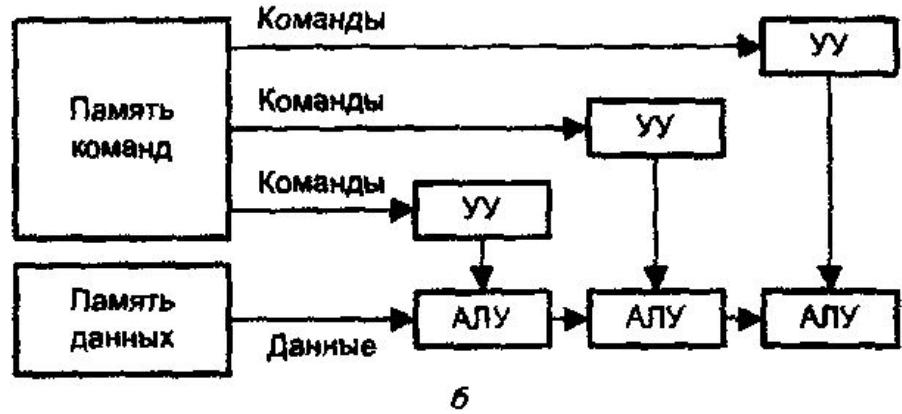 Команды
УУ
Команды
УУ
Память
команд
Команды
УУ
Память
данных
Данные
АЛУ
АЛУ
АЛУ
б